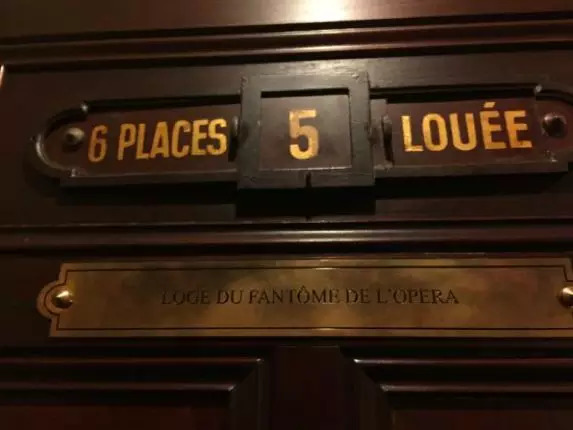 6 PLACES 5 LOUÉE
LOGE DU FANTÔME DE L'OPERA